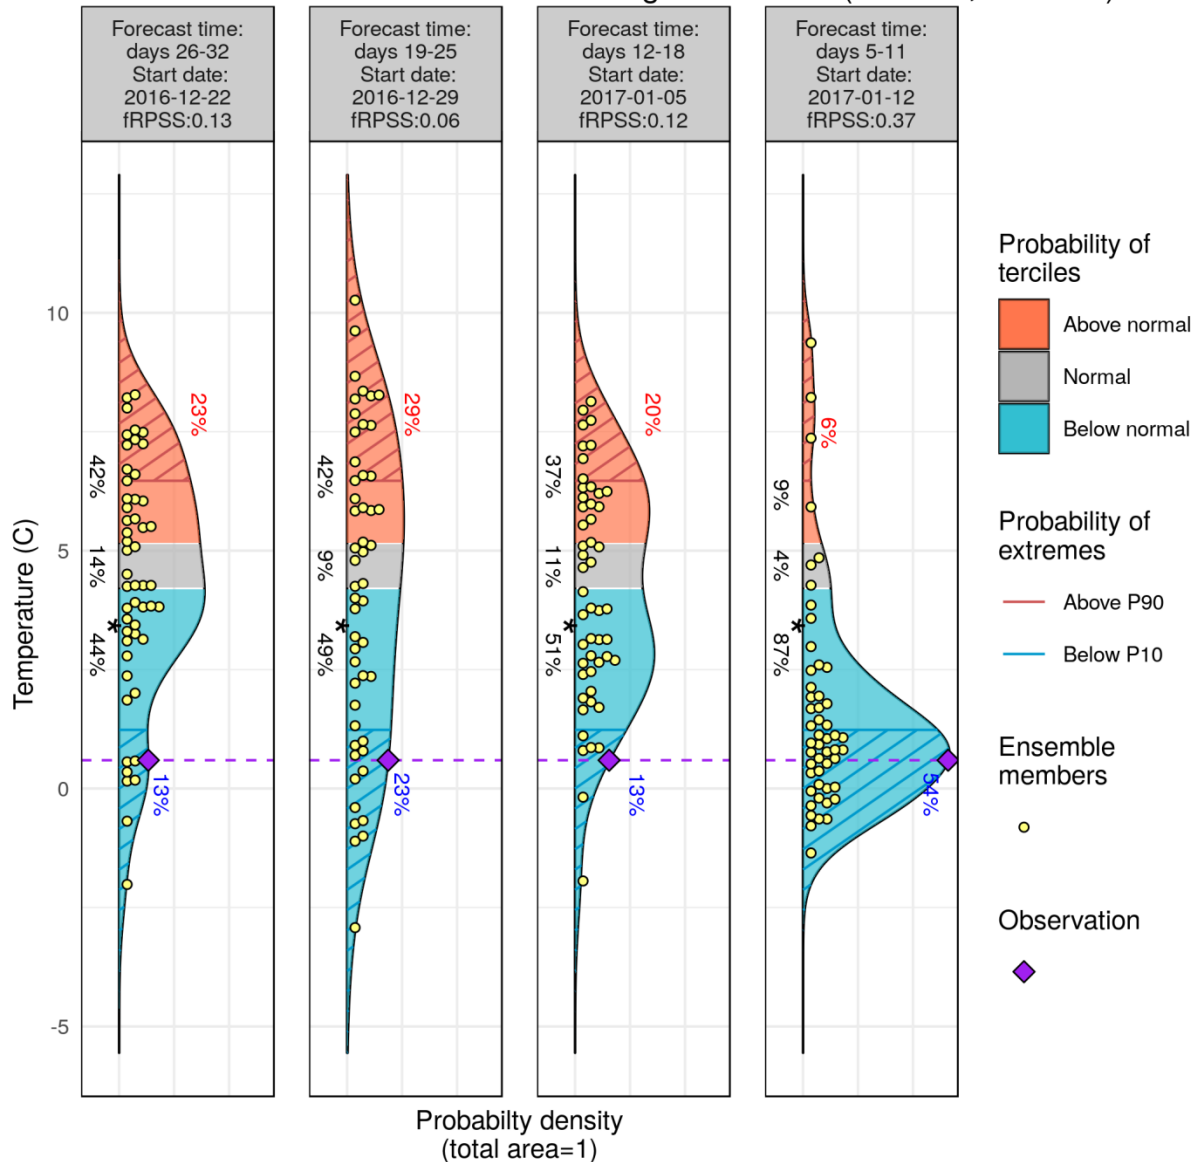 Forecast time:
days 26-32
Start date:
2016-12-22
fRPSS:0.13
Forecast time:
days 19-25
Start date:
2016-12-29
fRPSS:0.06
Forecast time:
days 12-18
Start date:
2017-01-05
fRPSS:0.12
Forecast time:
days 5-11
Start date:
2017-01-12
fRPSS:0.37
Temperature (C)
10
5
0
-5
23%
42%
14%
*
44%
13%
29%
42%
9%
*
49%
23%
20%
37%
11%
*
51%
13%
6%
9%
4%
*
87%
54%
Probabilty density
(total area=1)
Probability of
terciles
Above normal
Normal
Below normal
Probability of
extremes
Above P90
Below P10
Ensemble
members
Observation